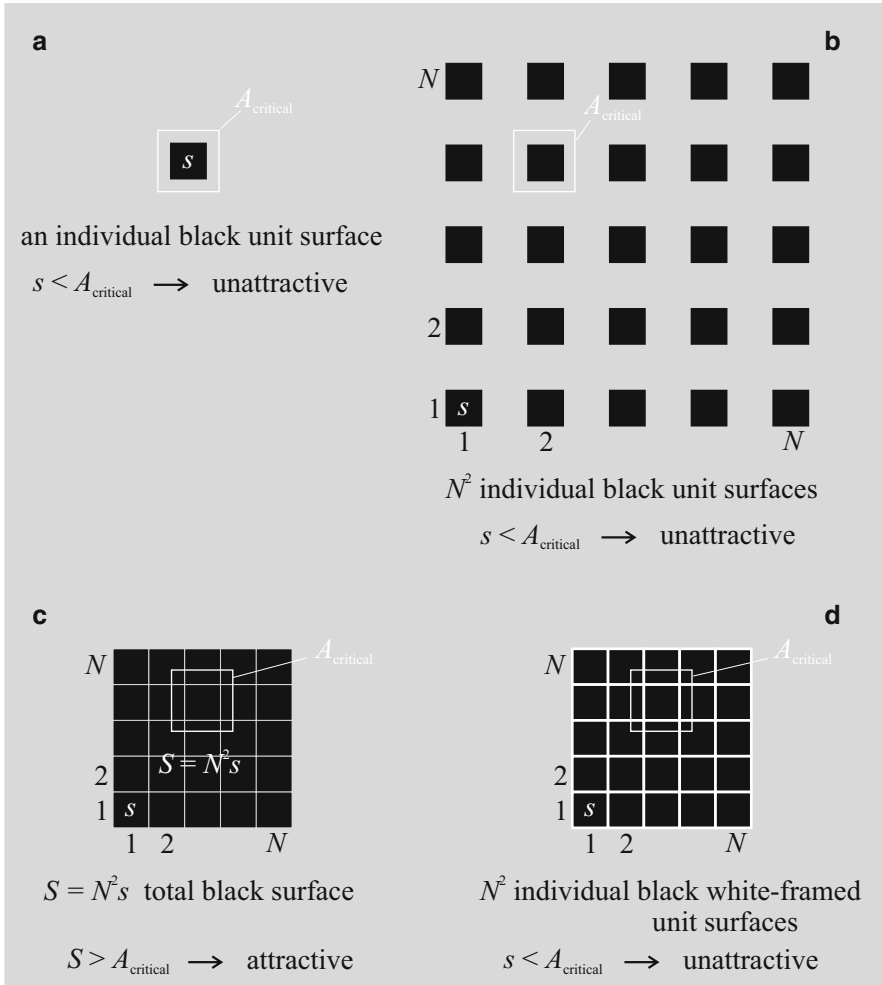 a
A_critical
s
an individual black unit surface
s < A_critical → unattractive
b
N
A_critical
2
1 s
1 2 N
N² individual black unit surfaces
s < A_critical → unattractive
c
N
A_critical
S = N²s
2
1 s
1 2 N
S = N²s total black surface
S > A_critical → attractive
d
N
A_critical
2
1 s
1 2 N
N² individual black white-framed
unit surfaces
s < A_critical → unattractive